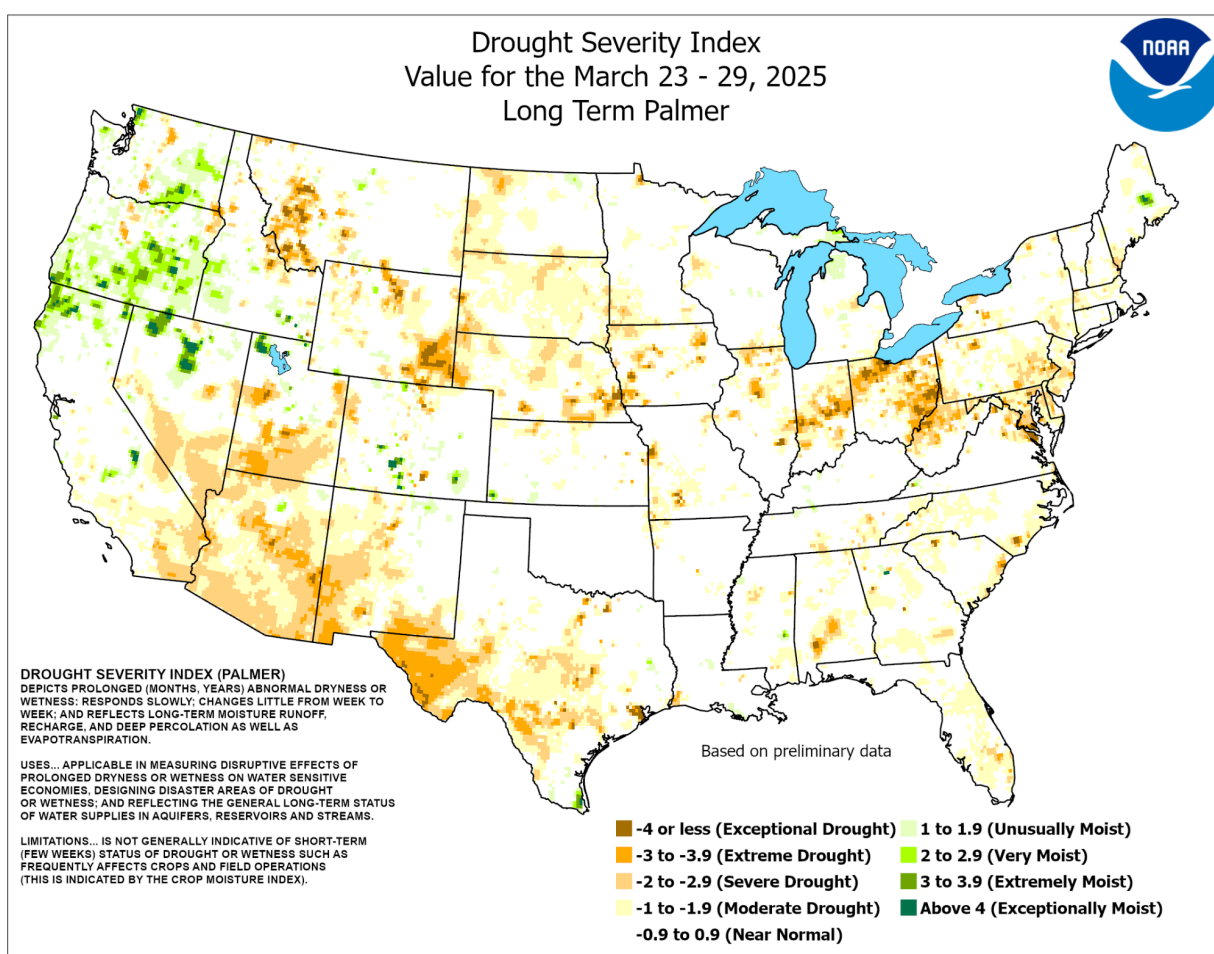 Drought Severity Index
Value for the March 23 - 29, 2025
Long Term Palmer
NOAA
DROUGHT SEVERITY INDEX (PALMER)
DEPICTS PROLONGED (MONTHS, YEARS) ABNORMAL DRYNESS OR
WETNESS: RESPONDS SLOWLY; CHANGES LITTLE FROM WEEK TO
WEEK; AND REFLECTS LONG-TERM MOISTURE RUNOFF,
RECHARGE, AND DEEP PERCOLATION AS WELL AS
EVAPOTRANSPIRATION.
USES... APPLICABLE IN MEASURING DISRUPTIVE EFFECTS OF
PROLONGED DRYNESS OR WETNESS ON WATER SENSITIVE
ECONOMIES, DESIGNING DISASTER AREAS OF DROUGHT
OR WETNESS; AND REFLECTING THE GENERAL LONG-TERM STATUS
OF WATER SUPPLIES IN AQUIFERS, RESERVOIRS AND STREAMS.
LIMITATIONS... IS NOT GENERALLY INDICATIVE OF SHORT-TERM
(FEW WEEKS) STATUS OF DROUGHT OR WETNESS SUCH AS
FREQUENTLY AFFECTS CROPS AND FIELD OPERATIONS
(THIS IS INDICATED BY THE CROP MOISTURE INDEX).
Based on preliminary data
-4 or less (Exceptional Drought)
-3 to -3.9 (Extreme Drought)
-2 to -2.9 (Severe Drought)
-1 to -1.9 (Moderate Drought)
-0.9 to 0.9 (Near Normal)
1 to 1.9 (Unusually Moist)
2 to 2.9 (Very Moist)
3 to 3.9 (Extremely Moist)
Above 4 (Exceptionally Moist)